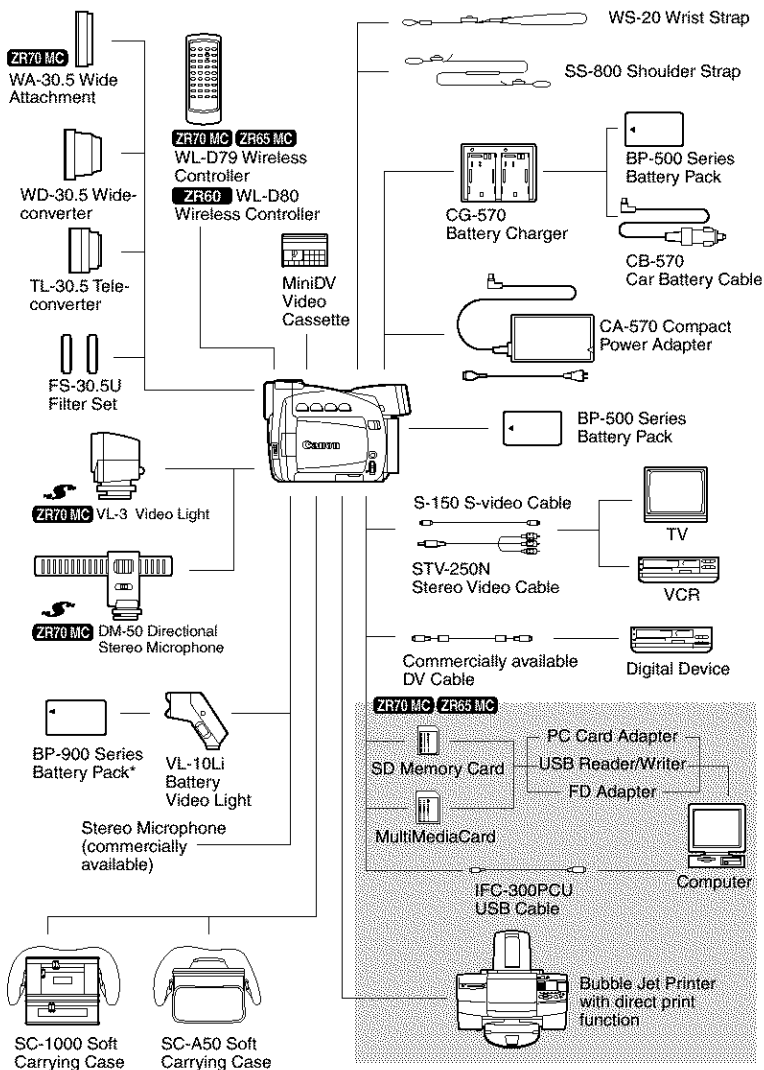 WS-20 Wrist Strap
SS-800 Shoulder Strap
ZR70 MC
WA-30.5 Wide
Attachment
ZR70 MC ZR65 MC
WL-D79 Wireless
Controller
ZR60 WL-D80
Wireless Controller
BP-500 Series
Battery Pack
WD-30.5 Wide-
converter
CG-570
Battery Charger
CB-570
Car Battery Cable
TL-30.5 Tele-
converter
MiniDV
Video
Cassette
CA-570 Compact
Power Adapter
FS-30.5U
Filter Set
Canon
BP-500 Series
Battery Pack
ZR70 MC VL-3 Video Light
S-150 S-video Cable
TV
STV-250N
Stereo Video Cable
VCR
ZR70 MC DM-50 Directional
Stereo Microphone
Commercially available
DV Cable
Digital Device
BP-900 Series
Battery Pack*
VL-10Li
Battery
Video Light
ZR70 MC ZR65 MC
SD Memory Card
PC Card Adapter
USB Reader/Writer
FD Adapter
MultiMediaCard
Computer
Stereo Microphone
(commercially
available)
IFC-300PCU
USB Cable
Bubble Jet Printer
with direct print
function
SC-1000 Soft
Carrying Case
SC-A50 Soft
Carrying Case